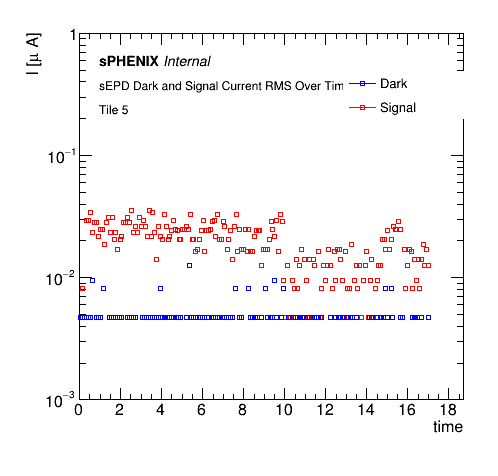 I [μ A]
1
10⁻¹
10⁻²
10⁻³
sPHENIX Internal
sEPD Dark and Signal Current RMS Over Tim
Tile 5
Dark
Signal
0 2 4 6 8 10 12 14 16 18
time